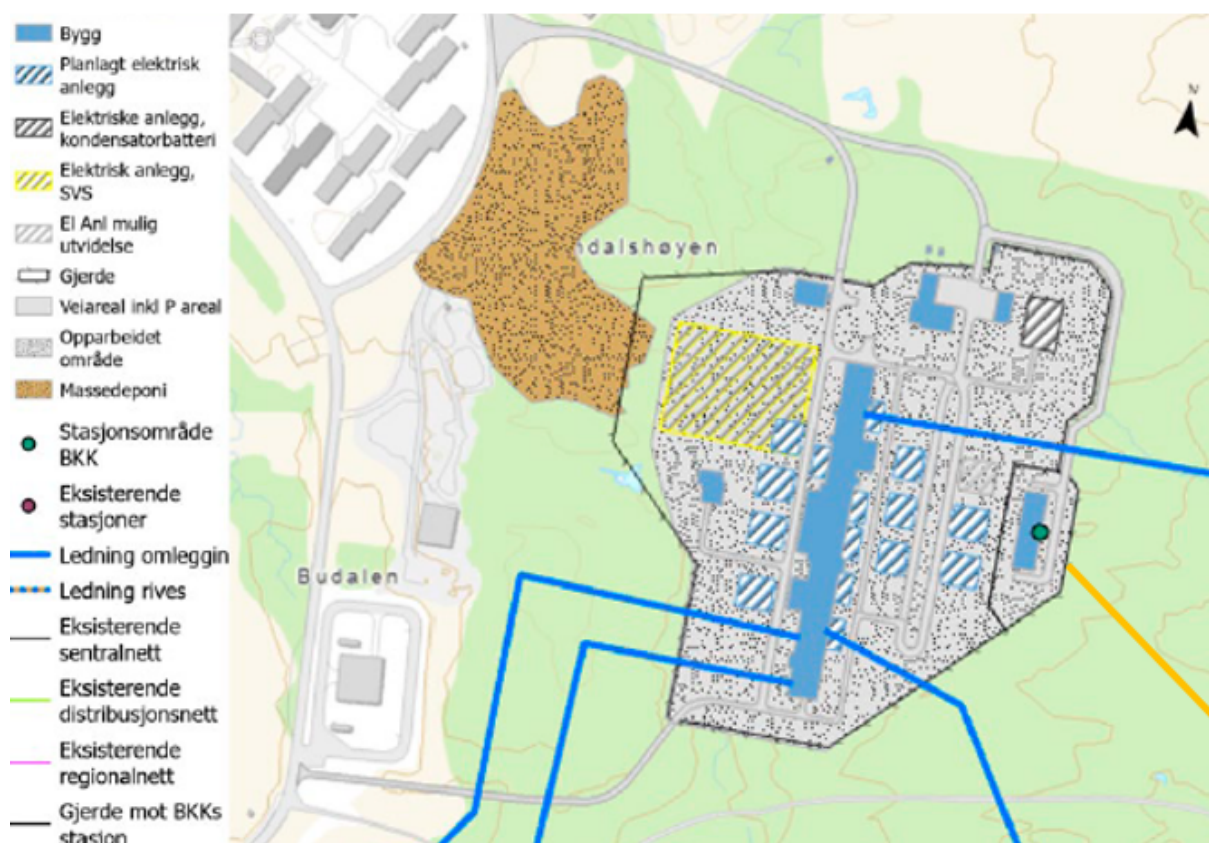 Bygg
Planlagt elektrisk
anlegg
Elektriske anlegg,
kondensatorbatteri
Elektrisk anlegg,
SVS
El Anl mulig
utvidelse
Gjerde
Veiareal inkl P areal
Opparbeidet
område
Massedeponi
Stasjonsområde
BKK
Eksisterende
stasjoner
Ledning omleggin
Ledning rives
Eksisterende
sentralnett
Eksisterende
distribusjonsnett
Eksisterende
regionalnett
Gjerde mot BKKs
stasjon
N
ndalshøyen
Budalen